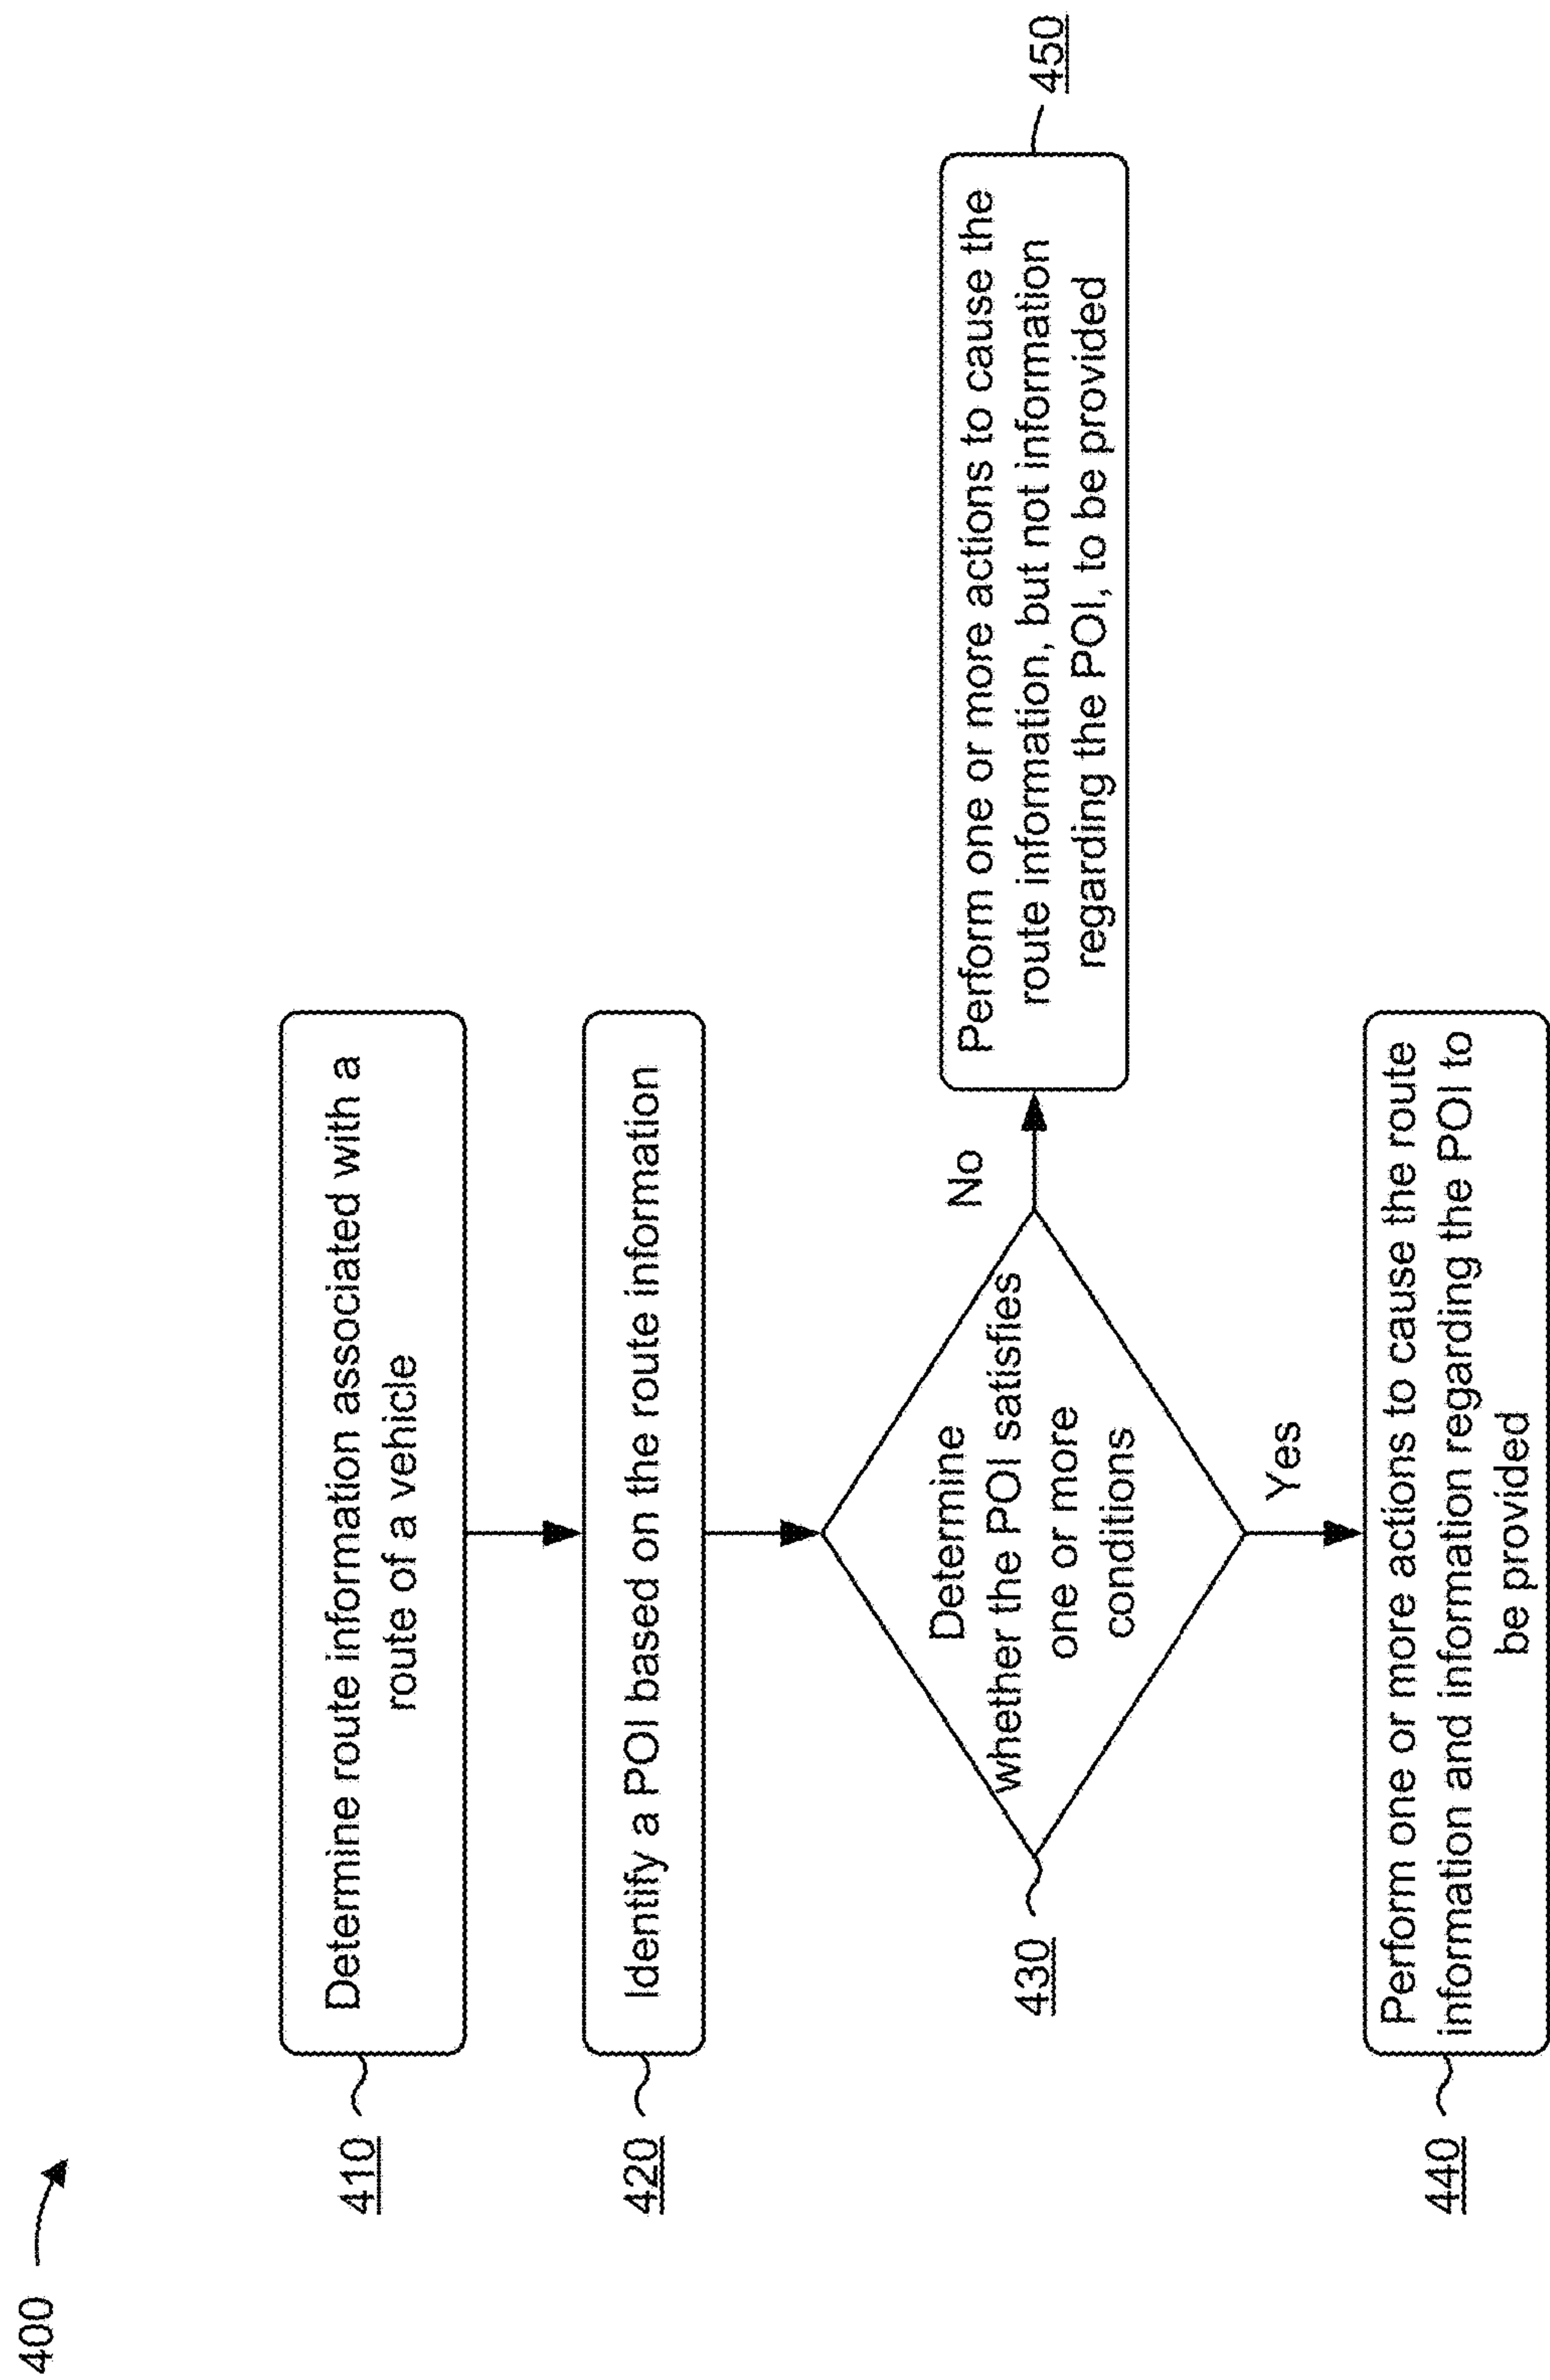 400
410
Determine route information associated with a
route of a vehicle
420
Identify a POI based on the route information
430
Determine
whether the POI satisfies
one or more
conditions
No
Perform one or more actions to cause the
route information, but not information
regarding the POI, to be provided
450
Yes
440
Perform one or more actions to cause the route
information and information regarding the POI to
be provided